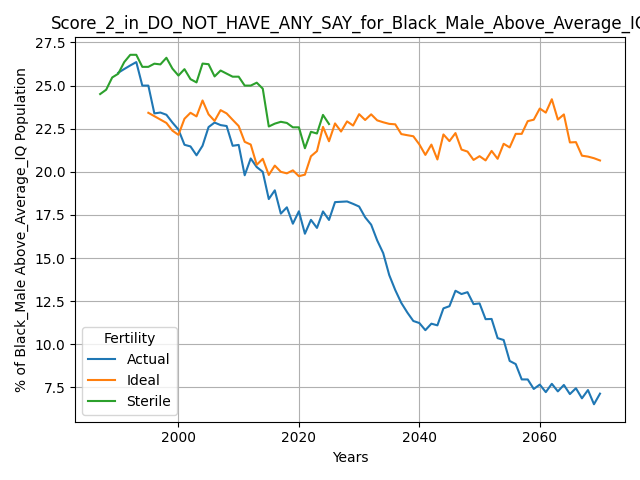 Score_2_in_DO_NOT_HAVE_ANY_SAY_for_Black_Male_Above_Average_IQ
27.5
25.0
22.5
20.0
17.5
15.0
12.5
10.0
7.5
% of Black_Male Above_Average_IQ Population
Fertility
Actual
Ideal
Sterile
2000
2020
2040
2060
Years